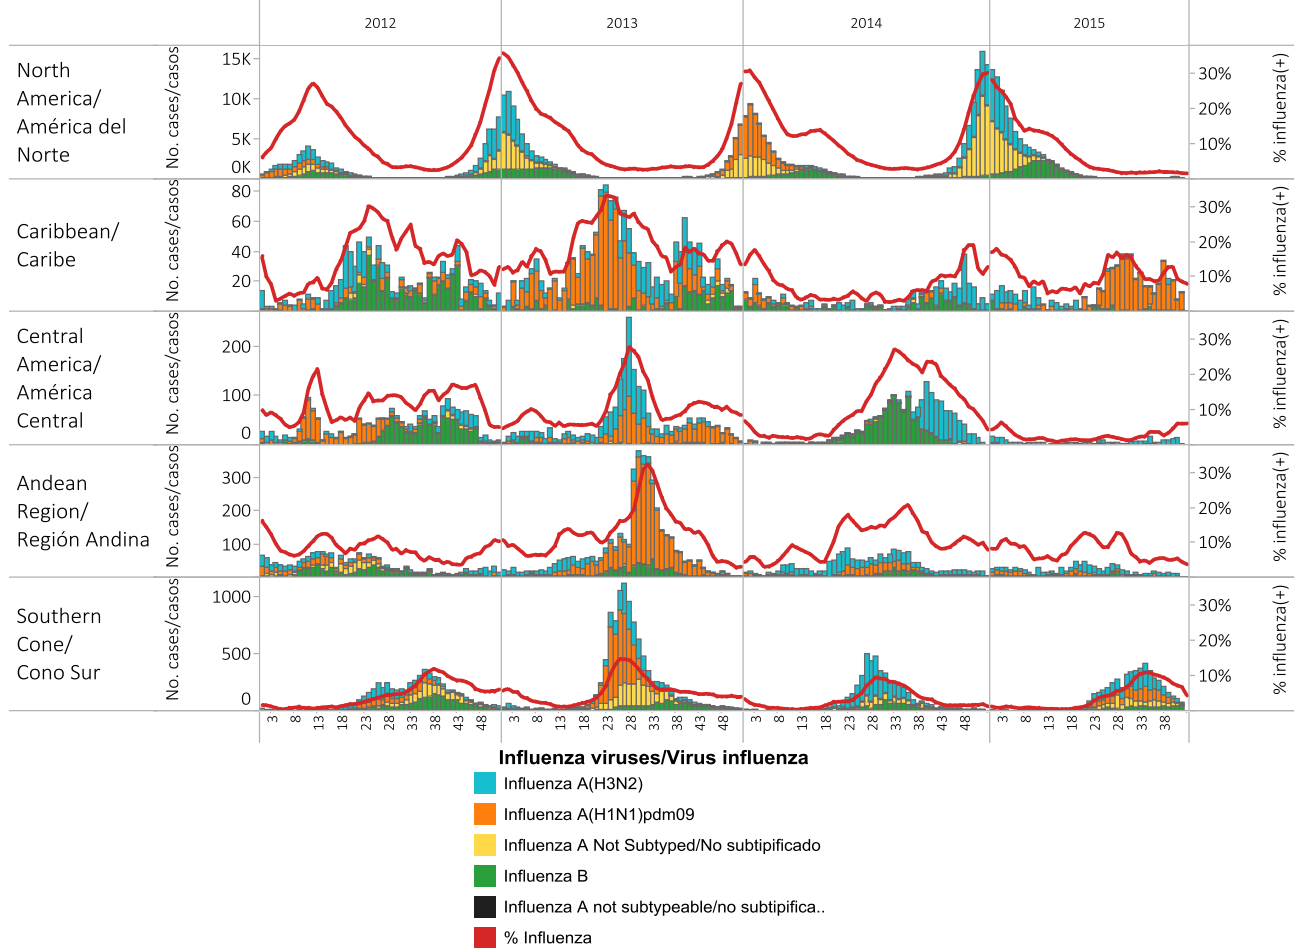 2012 2013 2014 2015
North
America/
América del
Norte
No. cases/casos
15K
10K
5K
0K
30%
20%
10%
% influenza(+)
Caribbean/
Caribe
No. cases/casos
80
60
40
20
30%
20%
10%
% influenza(+)
Central
America/
América
Central
No. cases/casos
200
100
0
30%
20%
10%
% influenza(+)
Andean
Region/
Región Andina
No. cases/casos
300
200
100
30%
20%
10%
% influenza(+)
Southern
Cone/
Cono Sur
No. cases/casos
1000
500
0
30%
20%
10%
% influenza(+)
3 8 13 18 23 28 33 38 43 48 3 8 13 18 23 28 33 38 43 48 3 8 13 18 23 28 33 38 43 48 3 8 13 18 23 28 33 38
Influenza viruses/Virus influenza
Influenza A(H3N2)
Influenza A(H1N1)pdm09
Influenza A Not Subtyped/No subtipificado
Influenza B
Influenza A not subtypeable/no subtipifica..
% Influenza